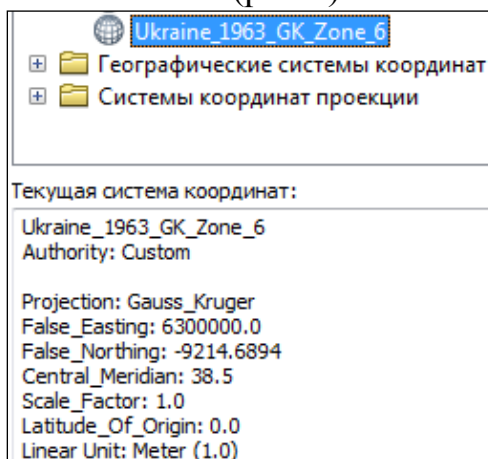 Ukraine_1963_GK_Zone_6
Географические системы координат
Системы координат проекции
Текущая система координат:
Ukraine_1963_GK_Zone_6
Authority: Custom
Projection: Gauss_Kruger
False_Easting: 6300000.0
False_Northing: -9214.6894
Central_Meridian: 38.5
Scale_Factor: 1.0
Latitude_Of_Origin: 0.0
Linear Unit: Meter (1.0)